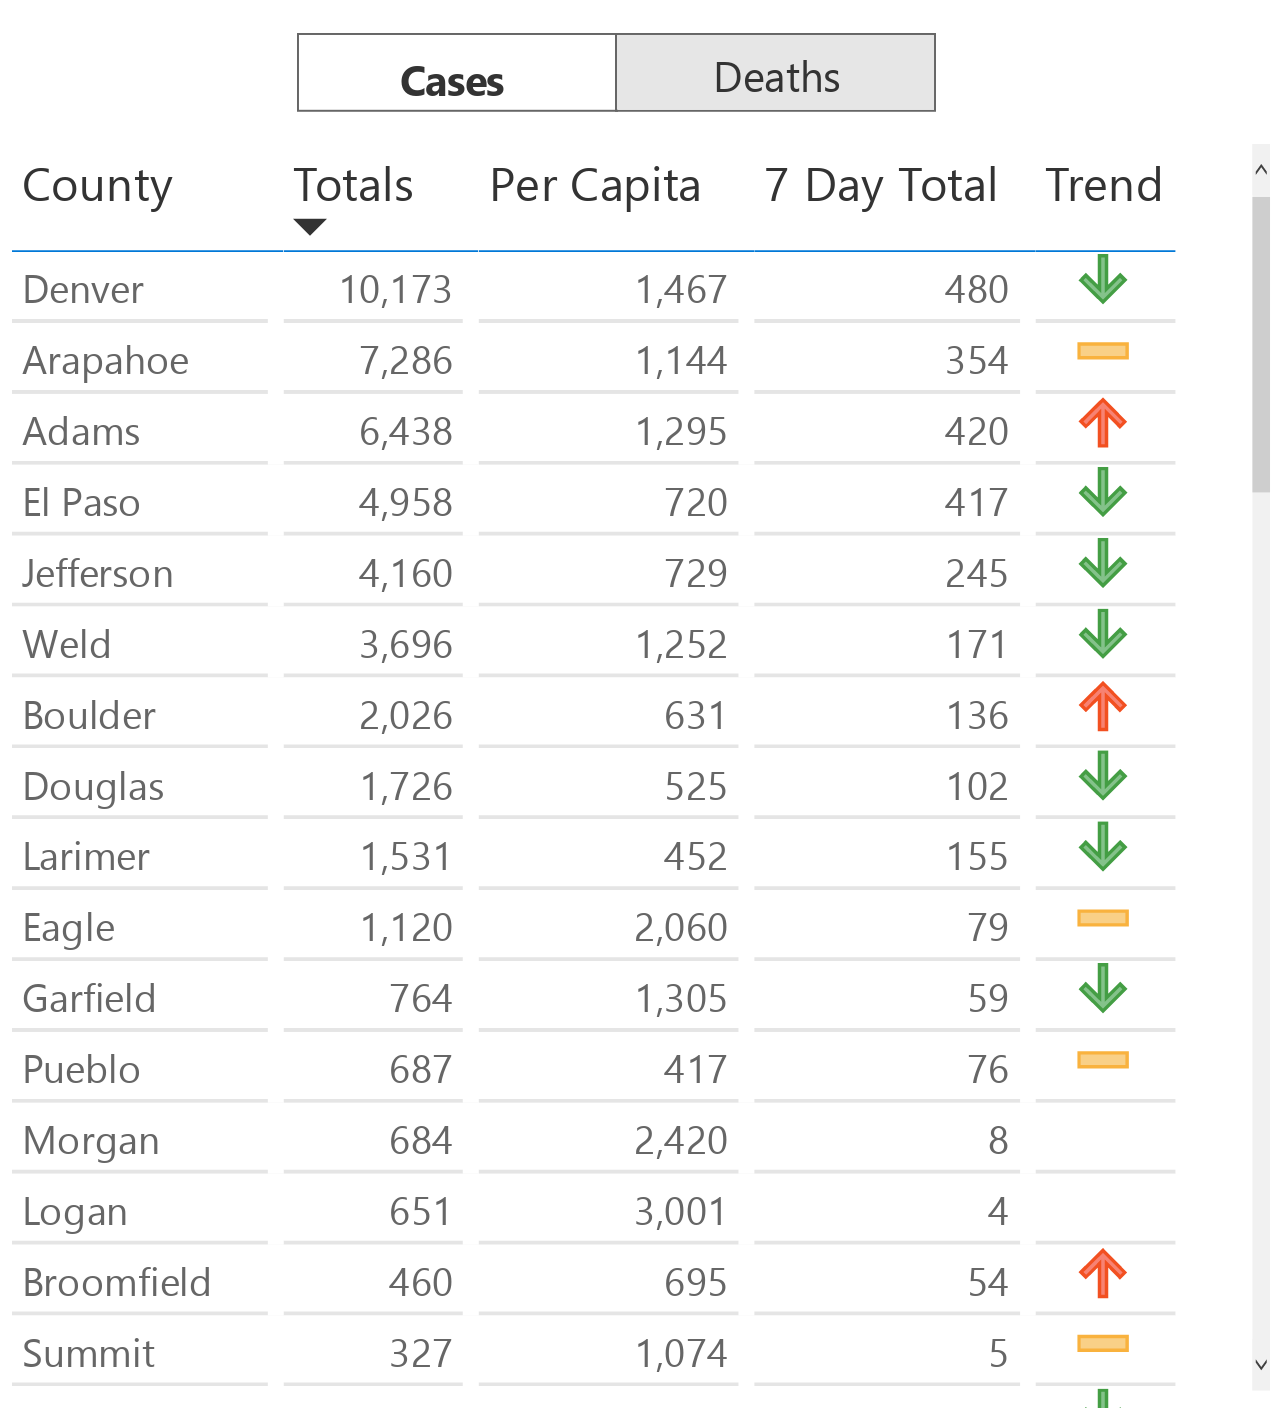 Cases Deaths
County Totals Per Capita 7 Day Total Trend
Denver 10,173 1,467 480
Arapahoe 7,286 1,144 354
Adams 6,438 1,295 420
El Paso 4,958 720 417
Jefferson 4,160 729 245
Weld 3,696 1,252 171
Boulder 2,026 631 136
Douglas 1,726 525 102
Larimer 1,531 452 155
Eagle 1,120 2,060 79
Garfield 764 1,305 59
Pueblo 687 417 76
Morgan 684 2,420 8
Logan 651 3,001 4
Broomfield 460 695 54
Summit 327 1,074 5